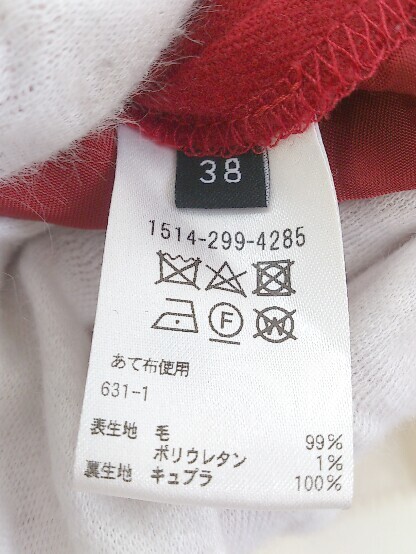 38
1514-299-4285
F W
あて布使用
631-1
表生地 毛 99%
ポリウレタン 1%
裏生地 キュプラ 100%